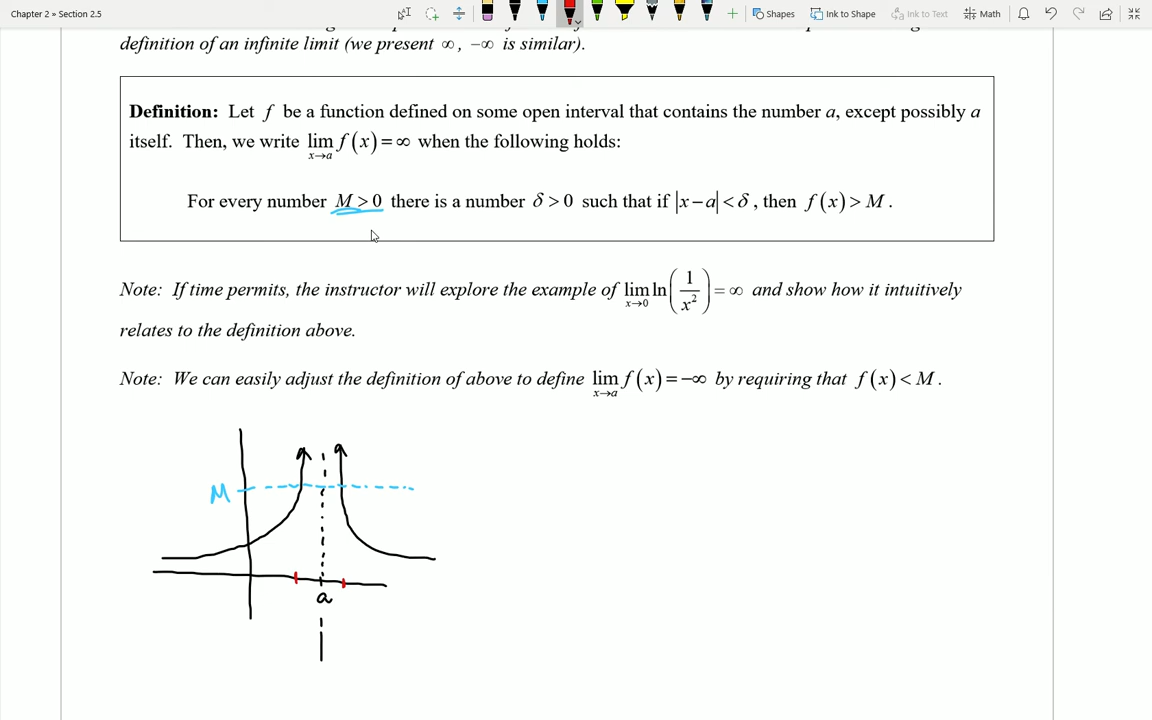 Chapter 2 » Section 2.5 Shapes Ink to Shape Ink to Text Math
definition of an infinite limit (we present ∞, −∞ is similar).
Definition: Let f be a function defined on some open interval that contains the number a, except possibly a
itself. Then, we write lim x→a f(x) = ∞ when the following holds:
For every number M > 0 there is a number δ > 0 such that if |x − a| < δ, then f(x) > M.
Note: If time permits, the instructor will explore the example of lim x→0 ln(1/x²) = ∞ and show how it intuitively
relates to the definition above.
Note: We can easily adjust the definition of above to define lim x→a f(x) = −∞ by requiring that f(x) < M.
M
a